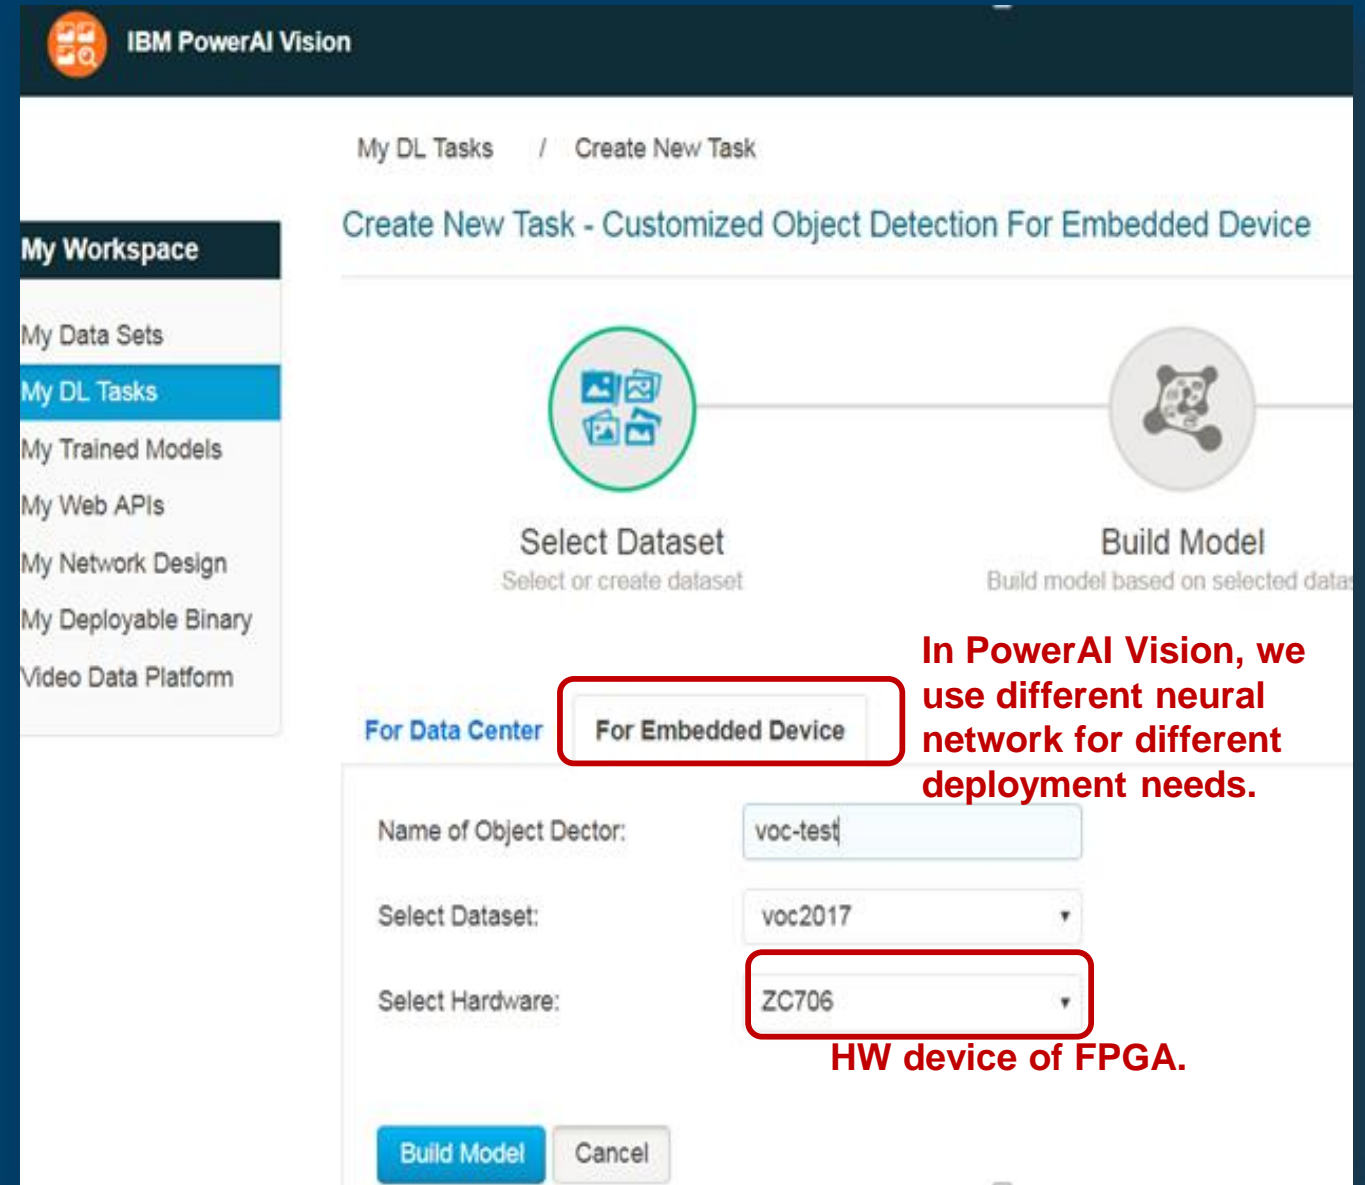 IBM PowerAI Vision
My DL Tasks / Create New Task
Create New Task - Customized Object Detection For Embedded Device
My Workspace
My Data Sets
My DL Tasks
My Trained Models
My Web APIs
My Network Design
My Deployable Binary
Video Data Platform
Select Dataset
Select or create dataset
Build Model
Build model based on selected datas
In PowerAI Vision, we
use different neural
network for different
deployment needs.
For Data Center
For Embedded Device
Name of Object Dector:
voc-test
Select Dataset:
voc2017
Select Hardware:
ZC706
HW device of FPGA.
Build Model
Cancel